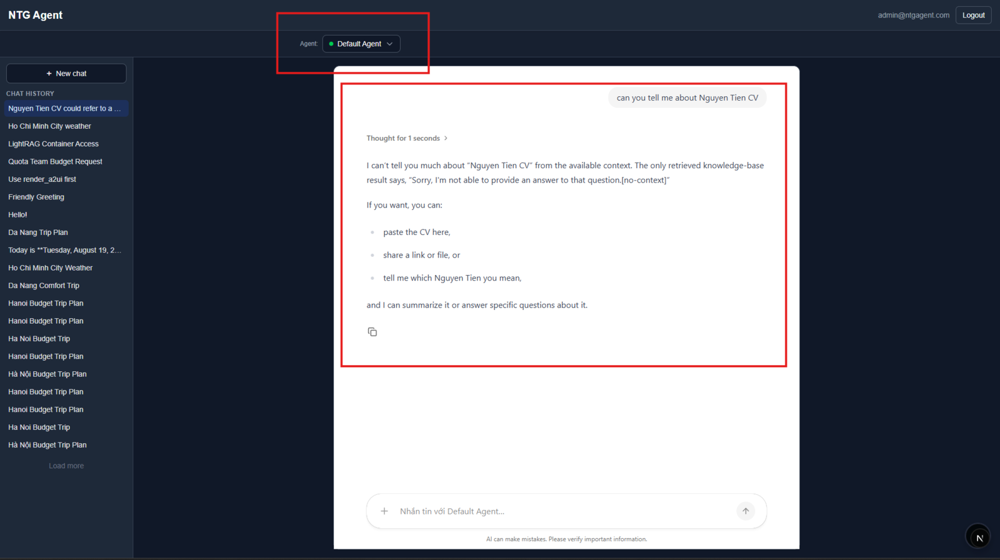 NTG Agent
admin@ntgagent.com
Logout
Agent:
Default Agent
+ New chat
CHAT HISTORY
Nguyen Tien CV could refer to a ...
Ho Chi Minh City weather
LightRAG Container Access
Quota Team Budget Request
Use render_a2ui first
Friendly Greeting
Hello!
Da Nang Trip Plan
Today is **Tuesday, August 19, 2...
Ho Chi Minh City Weather
Da Nang Comfort Trip
Hanoi Budget Trip Plan
Hanoi Budget Trip Plan
Ha Noi Budget Trip
Hanoi Budget Trip Plan
Hà Nội Budget Trip Plan
Hanoi Budget Trip Plan
Hanoi Budget Trip Plan
Ha Noi Budget Trip
Hà Nội Budget Trip Plan
Load more
can you tell me about Nguyen Tien CV
Thought for 1 seconds
I can't tell you much about “Nguyen Tien CV” from the available context. The only retrieved knowledge-base
result says, “Sorry, I'm not able to provide an answer to that question.[no-context]”
If you want, you can:
paste the CV here,
share a link or file, or
tell me which Nguyen Tien you mean,
and I can summarize it or answer specific questions about it.
Nhắn tin với Default Agent...
AI can make mistakes. Please verify important information.
N